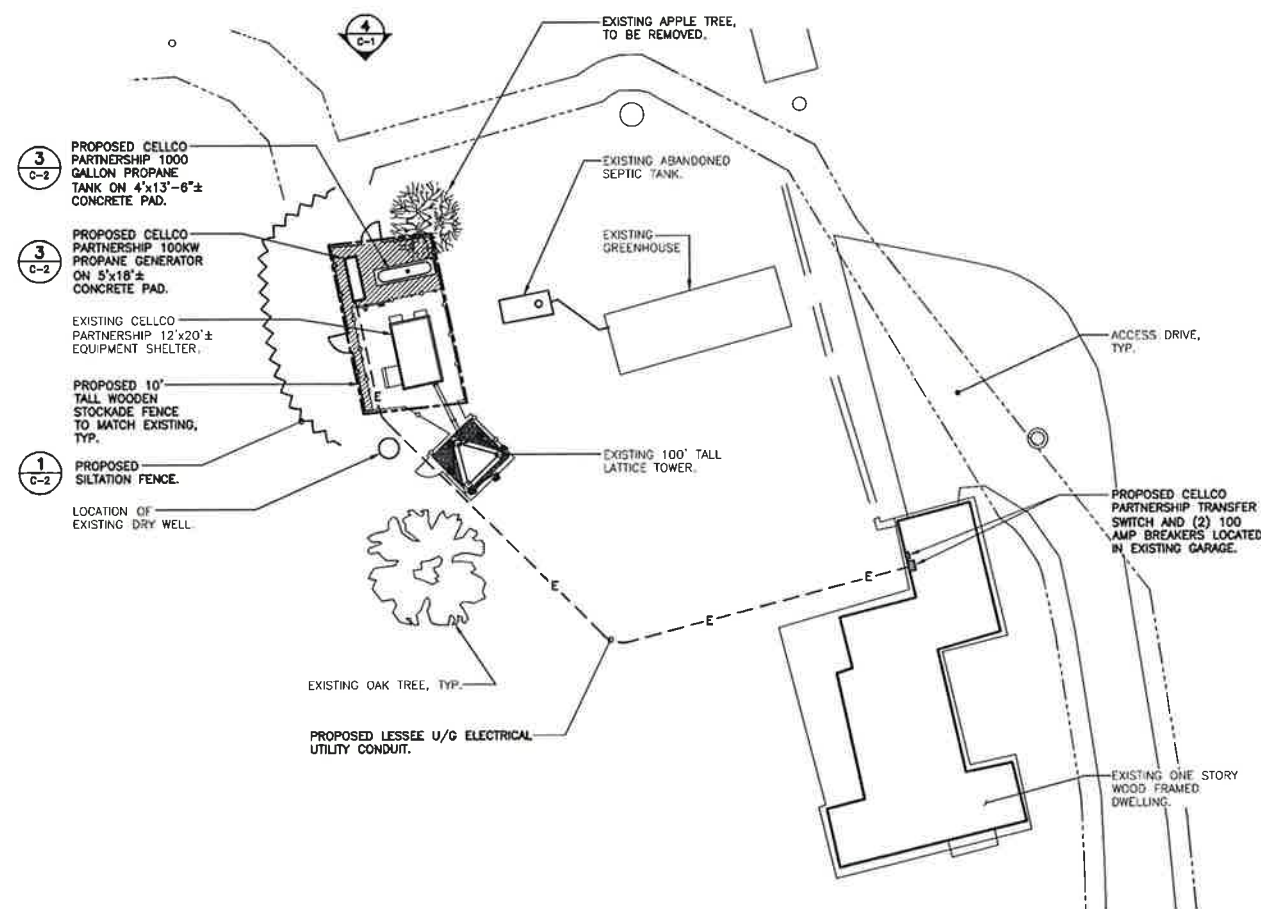 4
C-1
EXISTING APPLE TREE,
TO BE REMOVED.
3
C-2
PROPOSED CELLCO
PARTNERSHIP 1000
GALLON PROPANE
TANK ON 4'x13'-6"±
CONCRETE PAD.
EXISTING ABANDONED
SEPTIC TANK.
3
C-2
PROPOSED CELLCO
PARTNERSHIP 100KW
PROPANE GENERATOR
ON 5'x18'±
CONCRETE PAD.
EXISTING
GREENHOUSE
EXISTING CELLCO
PARTNERSHIP 12'x20'±
EQUIPMENT SHELTER.
ACCESS DRIVE,
TYP.
PROPOSED 10'
TALL WOODEN
STOCKADE FENCE
TO MATCH EXISTING,
TYP.
E
1
C-2
PROPOSED
SILTATION FENCE.
EXISTING 100' TALL
LATTICE TOWER.
LOCATION OF
EXISTING DRY WELL.
PROPOSED CELLCO
PARTNERSHIP TRANSFER
SWITCH AND (2) 100
AMP BREAKERS LOCATED
IN EXISTING GARAGE.
E
E
E
EXISTING OAK TREE, TYP.
PROPOSED LESSEE U/G ELECTRICAL
UTILITY CONDUIT.
EXISTING ONE STORY
WOOD FRAMED
DWELLING.